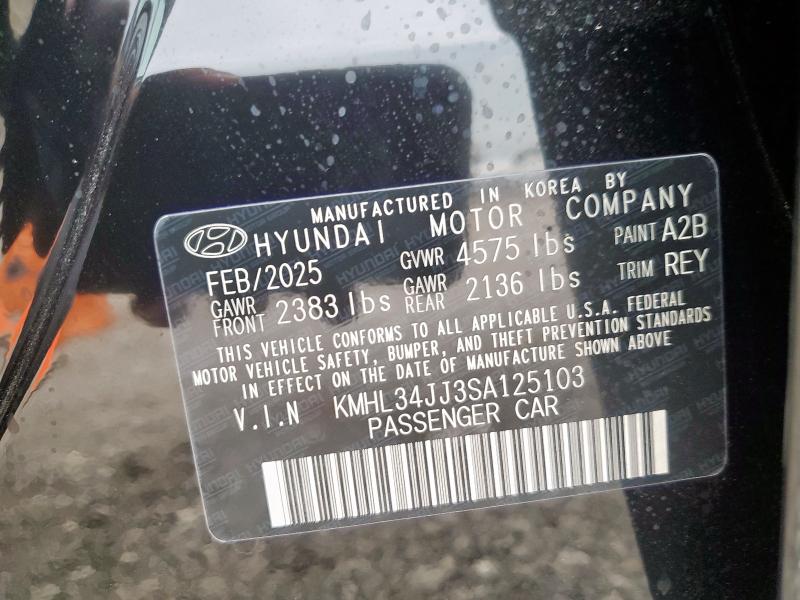 MANUFACTURED IN KOREA BY
HYUNDAI MOTOR COMPANY
FEB/2025 GVWR 4575 lbs PAINT A2B
GAWR FRONT 2383 lbs GAWR REAR 2136 lbs TRIM REY
THIS VEHICLE CONFORMS TO ALL APPLICABLE U.S.A. FEDERAL
MOTOR VEHICLE SAFETY, BUMPER, AND THEFT PREVENTION STANDARDS
IN EFFECT ON THE DATE OF MANUFACTURE SHOWN ABOVE
V.I.N KMHL34JJ3SA125103
PASSENGER CAR